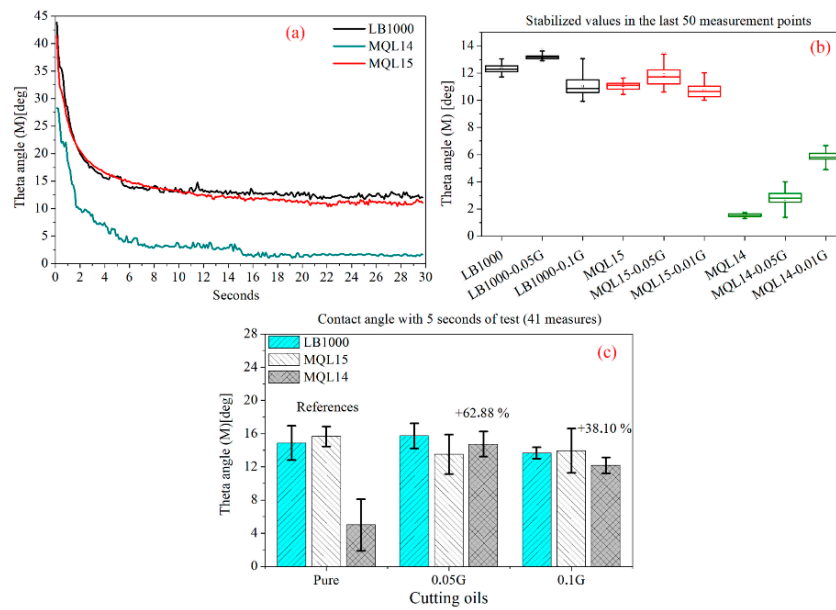 (a)
LB1000
MQL14
MQL15
Theta angle (M)[deg]
45
40
35
30
25
20
15
10
5
0
0 2 4 6 8 10 12 14 16 18 20 22 24 26 28 30
Seconds
Stabilized values in the last 50 measurement points
(b)
Theta angle (M) [deg]
14
12
10
8
6
4
2
0
LB1000
LB1000-0.05G
LB1000-0.1G
MQL15
MQL15-0.05G
MQL15-0.01G
MQL14
MQL14-0.05G
MQL14-0.01G
Contact angle with 5 seconds of test (41 measures)
(c)
LB1000
MQL15
MQL14
References
+62.88 %
+38.10 %
Theta angle (M)[deg]
28
24
20
16
12
8
4
0
Pure 0.05G 0.1G
Cutting oils